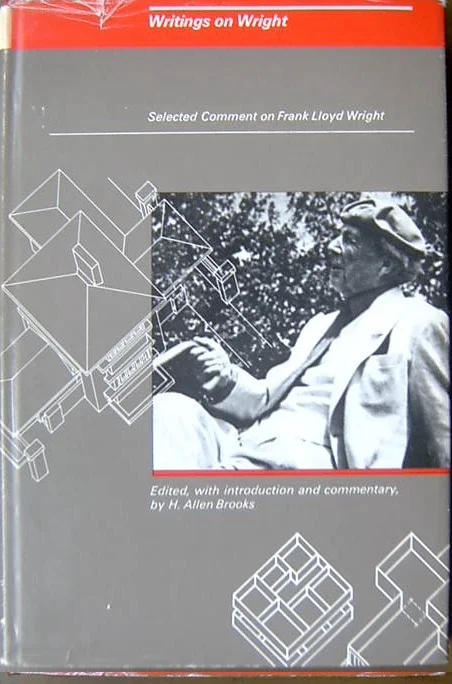 Writings on Wright
Selected Comment on Frank Lloyd Wright
Edited, with introduction and commentary,
by H. Allen Brooks